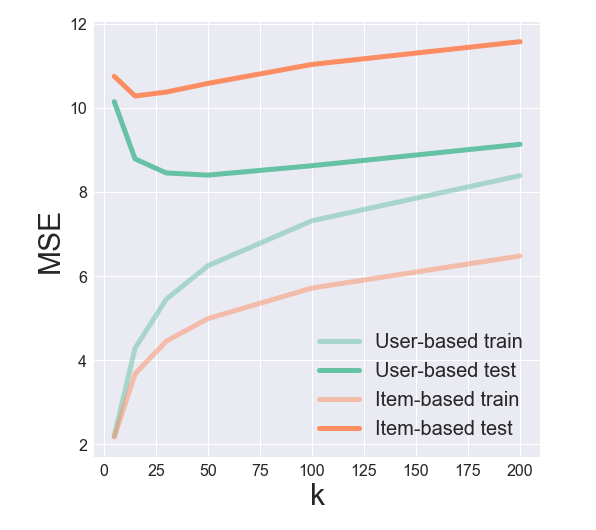 12
10
8
6
4
2
MSE
0 25 50 75 100 125 150 175 200
k
User-based train
User-based test
Item-based train
Item-based test